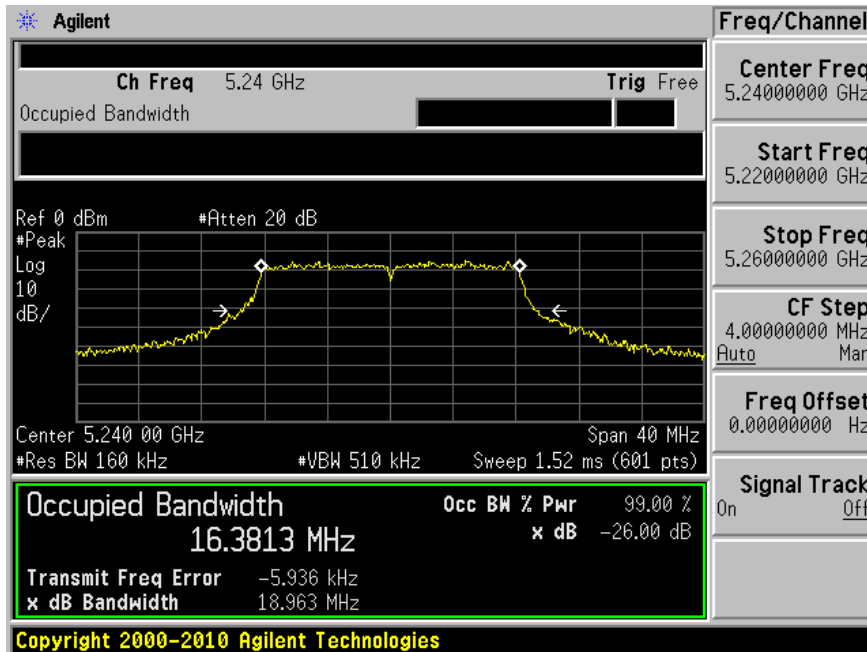 Agilent
Freq/Channel
Ch Freq 5.24 GHz Trig Free
Occupied Bandwidth
Center Freq
5.24000000 GHz
Start Freq
5.22000000 GHz
Stop Freq
5.26000000 GHz
CF Step
4.00000000 MHz
Auto Man
Freq Offset
0.00000000 Hz
Signal Track
On Off
Ref 0 dBm #Atten 20 dB
#Peak
Log
10
dB/
Center 5.240 00 GHz Span 40 MHz
#Res BW 160 kHz #VBW 510 kHz Sweep 1.52 ms (601 pts)
Occupied Bandwidth
16.3813 MHz
Occ BW % Pwr 99.00 %
x dB -26.00 dB
Transmit Freq Error -5.936 kHz
x dB Bandwidth 18.963 MHz
Copyright 2000-2010 Agilent Technologies